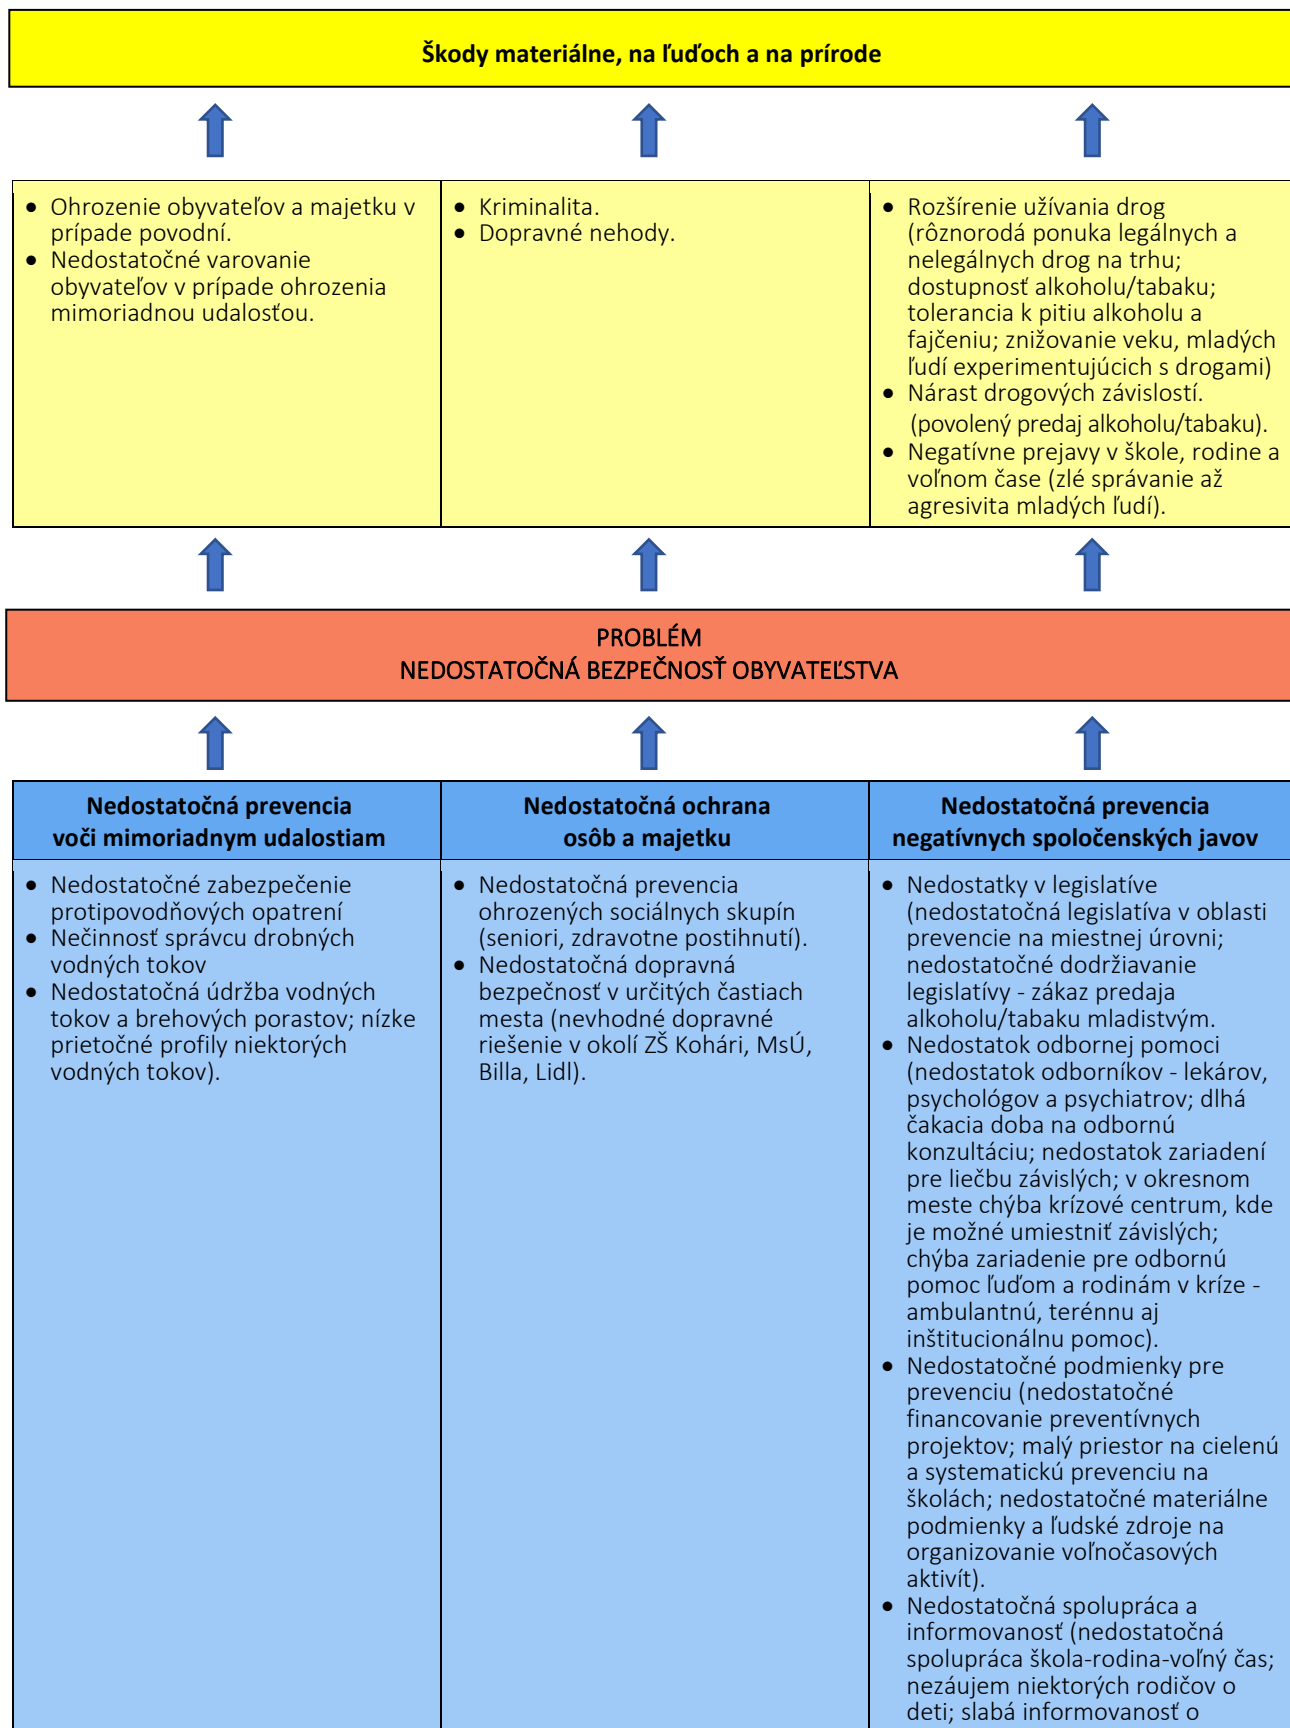 Škody materiálne, na ľuďoch a na prírode
• Ohrozenie obyvateľov a majetku v
prípade povodní.
• Nedostatočné varovanie
obyvateľov v prípade ohrozenia
mimoriadnou udalosťou.
• Kriminalita.
• Dopravné nehody.
• Rozšírenie užívania drog
(rôznorodá ponuka legálnych a
nelegálnych drog na trhu;
dostupnosť alkoholu/tabaku;
tolerancia k pitiu alkoholu a
fajčeniu; znižovanie veku, mladých
ľudí experimentujúcich s drogami)
• Nárast drogových závislostí.
(povolený predaj alkoholu/tabaku).
• Negatívne prejavy v škole, rodine a
voľnom čase (zlé správanie až
agresivita mladých ľudí).
PROBLÉM
NEDOSTATOČNÁ BEZPEČNOSŤ OBYVATEĽSTVA
Nedostatočná prevencia
voči mimoriadnym udalostiam
• Nedostatočné zabezpečenie
protipovodňových opatrení
• Nečinnosť správcu drobných
vodných tokov
• Nedostatočná údržba vodných
tokov a brehových porastov; nízke
prietočné profily niektorých
vodných tokov).
Nedostatočná ochrana
osôb a majetku
• Nedostatočná prevencia
ohrozených sociálnych skupín
(seniori, zdravotne postihnutí).
• Nedostatočná dopravná
bezpečnosť v určitých častiach
mesta (nevhodné dopravné
riešenie v okolí ZŠ Kohári, MsÚ,
Billa, Lidl).
Nedostatočná prevencia
negatívnych spoločenských javov
• Nedostatky v legislatíve
(nedostatočná legislatíva v oblasti
prevencie na miestnej úrovni;
nedostatočné dodržiavanie
legislatívy - zákaz predaja
alkoholu/tabaku mladistvým.
• Nedostatok odbornej pomoci
(nedostatok odborníkov - lekárov,
psychológov a psychiatrov; dlhá
čakacia doba na odbornú
konzultáciu; nedostatok zariadení
pre liečbu závislých; v okresnom
meste chýba krízové centrum, kde
je možné umiestniť závislých;
chýba zariadenie pre odbornú
pomoc ľuďom a rodinám v kríze -
ambulantnú, terénnu aj
inštitucionálnu pomoc).
• Nedostatočné podmienky pre
prevenciu (nedostatočné
financovanie preventívnych
projektov; malý priestor na cielenú
a systematickú prevenciu na
školách; nedostatočné materiálne
podmienky a ľudské zdroje na
organizovanie voľnočasových
aktivít).
• Nedostatočná spolupráca a
informovanosť (nedostatočná
spolupráca škola-rodina-voľný čas;
nezáujem niektorých rodičov o
deti; slabá informovanosť o